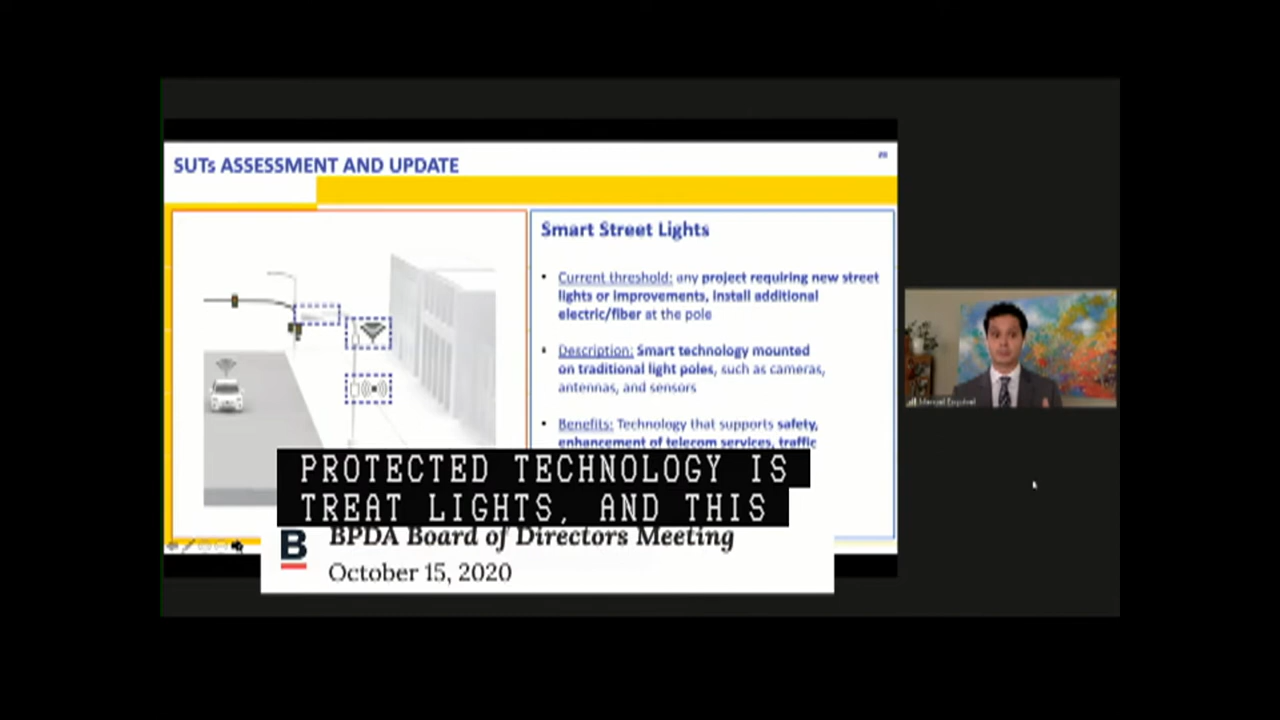 SUTs ASSESSMENT AND UPDATE
Smart Street Lights
• Current threshold: any project requiring new street
lights or improvements, install additional
electric/fiber at the pole
• Description: Smart technology mounted
on traditional light poles, such as cameras,
antennas, and sensors
• Benefits: Technology that supports safety,
enhancement of telecom services, traffic
Manuel Esquivel
PROTECTED TECHNOLOGY IS
TREAT LIGHTS, AND THIS
B
BPDA Board of Directors Meeting
October 15, 2020